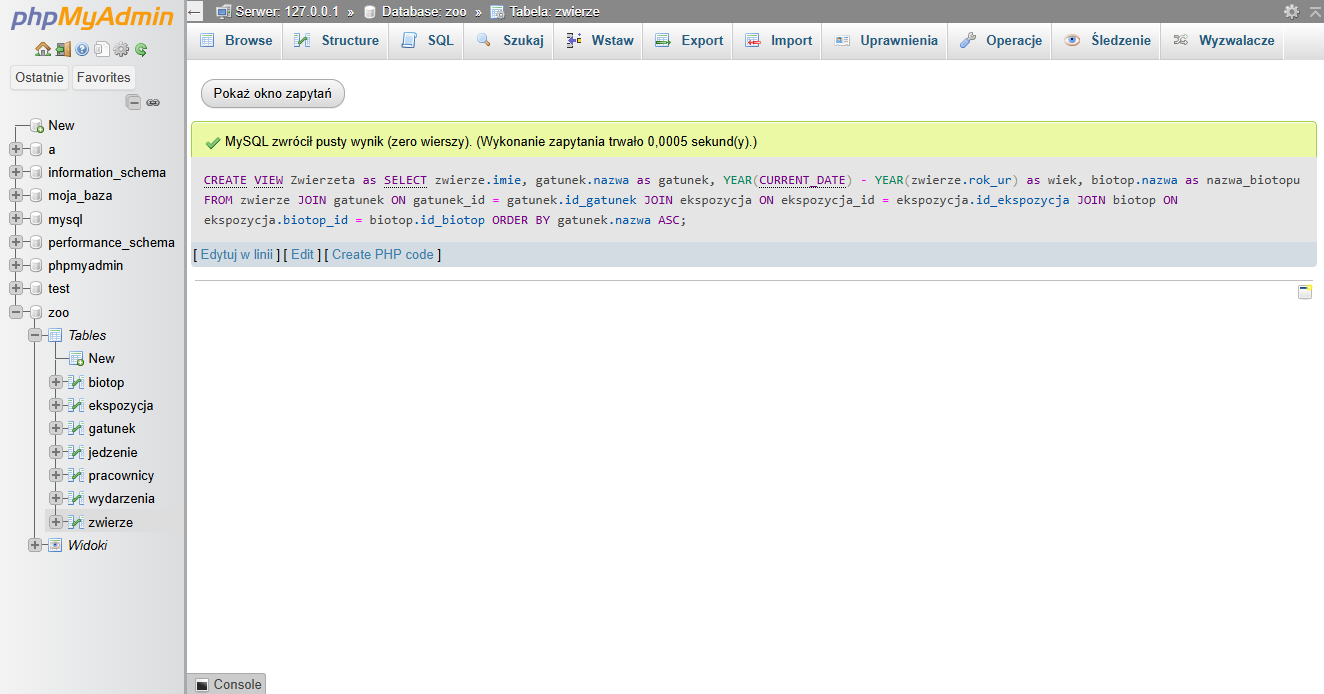 phpMyAdmin
Ostatnie Favorites
New
a
information_schema
moja_baza
mysql
performance_schema
phpmyadmin
test
zoo
Tables
New
biotop
ekspozycja
gatunek
jedzenie
pracownicy
wydarzenia
zwierze
Widoki
Serwer: 127.0.0.1 » Database: zoo » Tabela: zwierze
Browse Structure SQL Szukaj Wstaw Export Import Uprawnienia Operacje Śledzenie Wyzwalacze
Pokaż okno zapytań
MySQL zwrócił pusty wynik (zero wierszy). (Wykonanie zapytania trwało 0,0005 sekund(y).)
CREATE VIEW Zwierzeta as SELECT zwierze.imie, gatunek.nazwa as gatunek, YEAR(CURRENT_DATE) - YEAR(zwierze.rok_ur) as wiek, biotop.nazwa as nazwa_biotopu
FROM zwierze JOIN gatunek ON gatunek_id = gatunek.id_gatunek JOIN ekspozycja ON ekspozycja_id = ekspozycja.id_ekspozycja JOIN biotop ON
ekspozycja.biotop_id = biotop.id_biotop ORDER BY gatunek.nazwa ASC;
[ Edytuj w linii ] [ Edit ] [ Create PHP code ]
Console